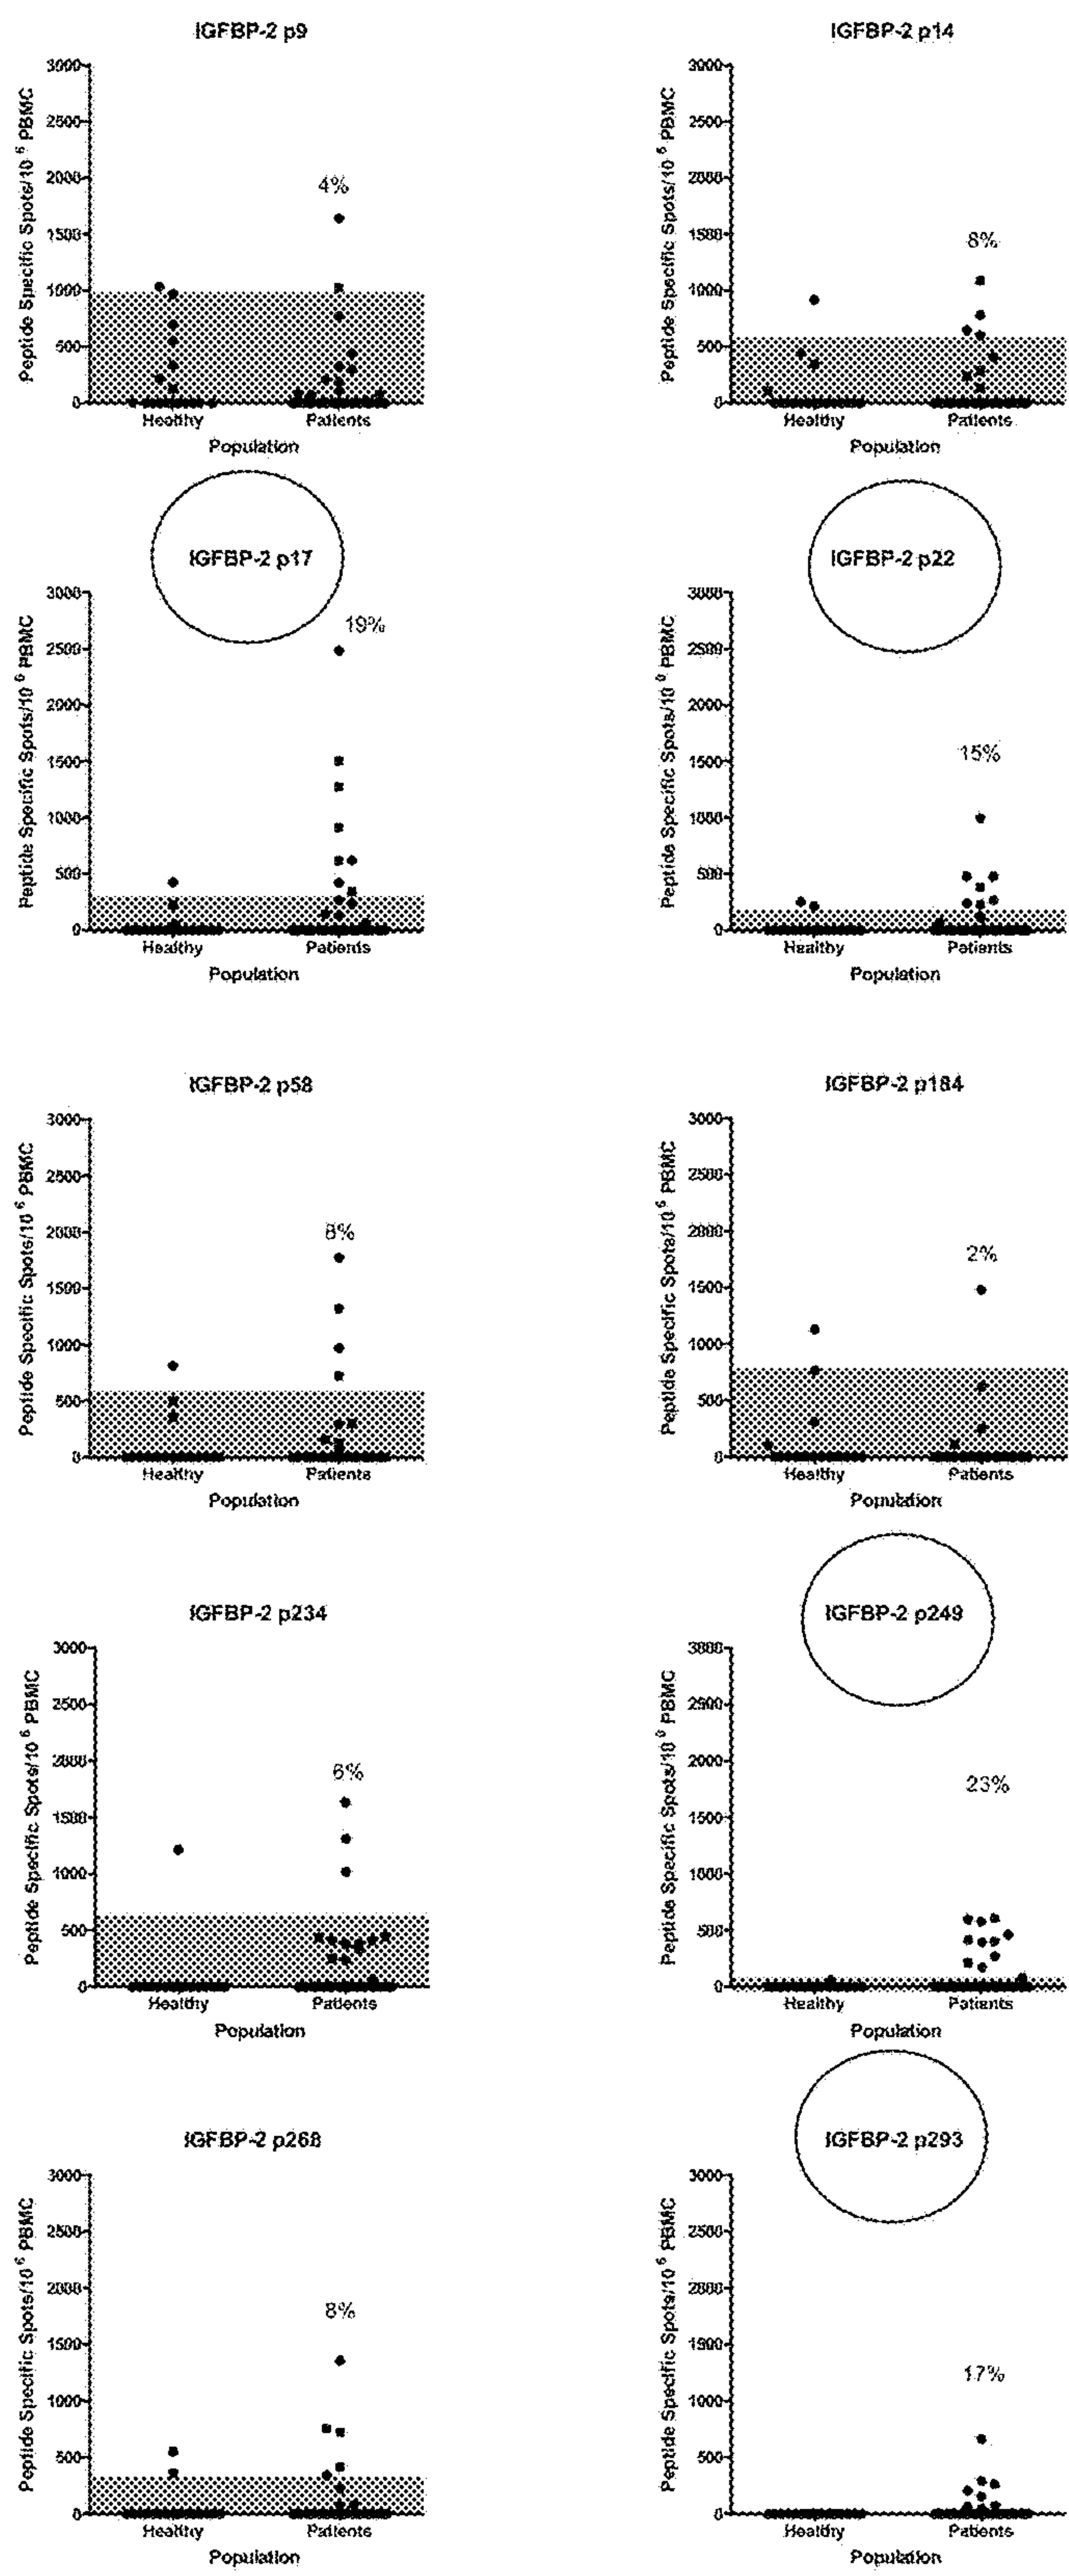 IGFBP-2 p9
Peptide Specific Spots/10 6 PBMC
3000
2500
2000
1500
1000
500
0
4%
Healthy Patients
Population
IGFBP-2 p14
Peptide Specific Spots/10 6 PBMC
3000
2500
2000
1500
1000
500
0
8%
Healthy Patients
Population
IGFBP-2 p17
Peptide Specific Spots/10 6 PBMC
3000
2500
2000
1500
1000
500
0
19%
Healthy Patients
Population
IGFBP-2 p22
Peptide Specific Spots/10 6 PBMC
3000
2500
2000
1500
1000
500
0
15%
Healthy Patients
Population
IGFBP-2 p58
Peptide Specific Spots/10 6 PBMC
3000
2500
2000
1500
1000
500
0
8%
Healthy Patients
Population
IGFBP-2 p184
Peptide Specific Spots/10 6 PBMC
3000
2500
2000
1500
1000
500
0
2%
Healthy Patients
Population
IGFBP-2 p234
Peptide Specific Spots/10 6 PBMC
3000
2500
2000
1500
1000
500
0
6%
Healthy Patients
Population
IGFBP-2 p249
Peptide Specific Spots/10 6 PBMC
3000
2500
2000
1500
1000
500
0
23%
Healthy Patients
Population
IGFBP-2 p268
Peptide Specific Spots/10 6 PBMC
3000
2500
2000
1500
1000
500
0
8%
Healthy Patients
Population
IGFBP-2 p293
Peptide Specific Spots/10 6 PBMC
3000
2500
2000
1500
1000
500
0
17%
Healthy Patients
Population